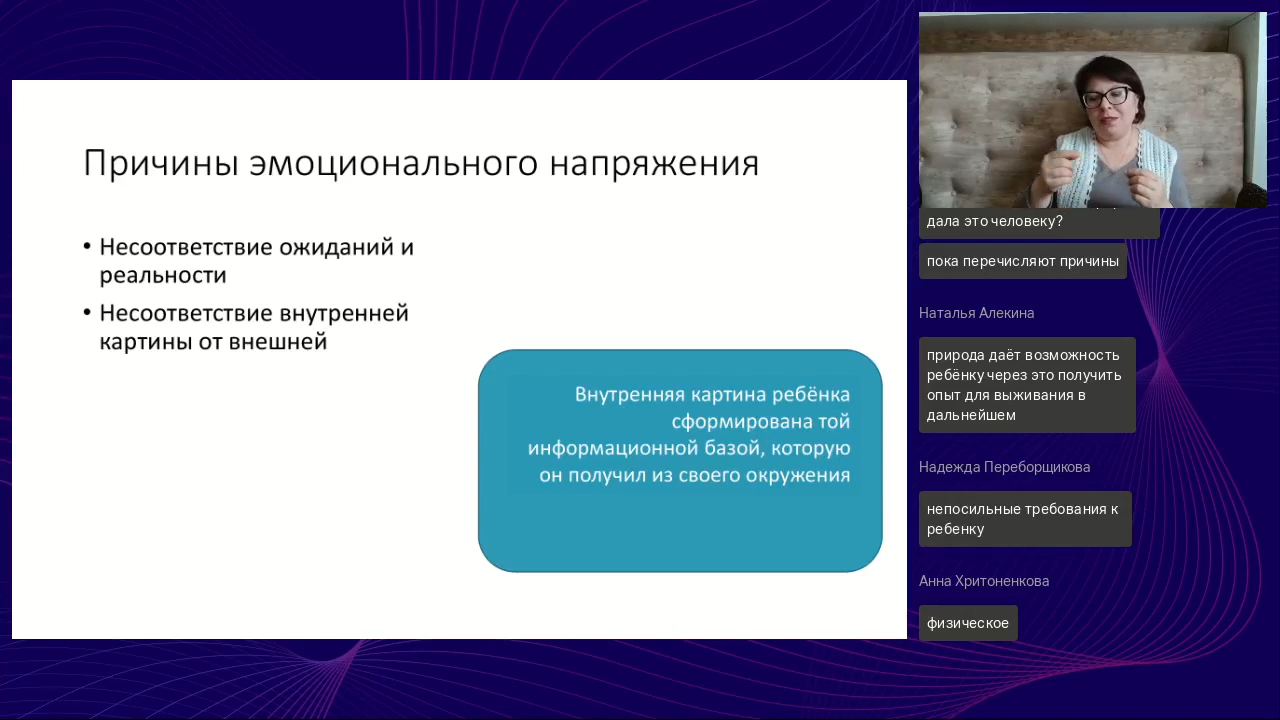 Причины эмоционального напряжения
• Несоответствие ожиданий и
реальности
• Несоответствие внутренней
картины от внешней
Внутренняя картина ребёнка
сформирована той
информационной базой, которую
он получил из своего окружения
дала это человеку?
пока перечисляют причины
Наталья Алекина
природа даёт возможность
ребёнку через это получить
опыт для выживания в
дальнейшем
Надежда Переборщикова
непосильные требования к
ребенку
Анна Хритоненкова
физическое